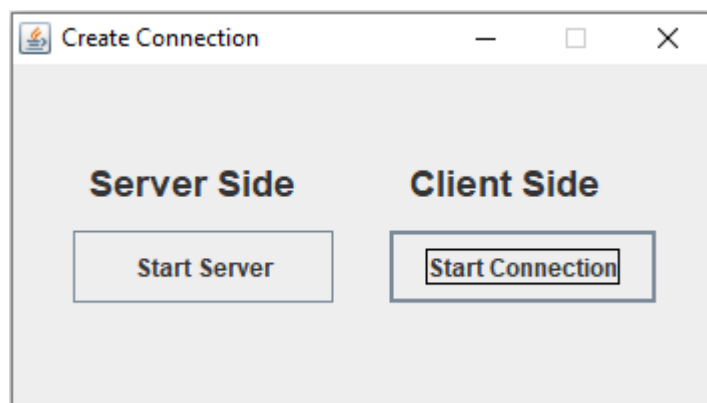 Create Connection
Server Side Client Side
Start Server Start Connection